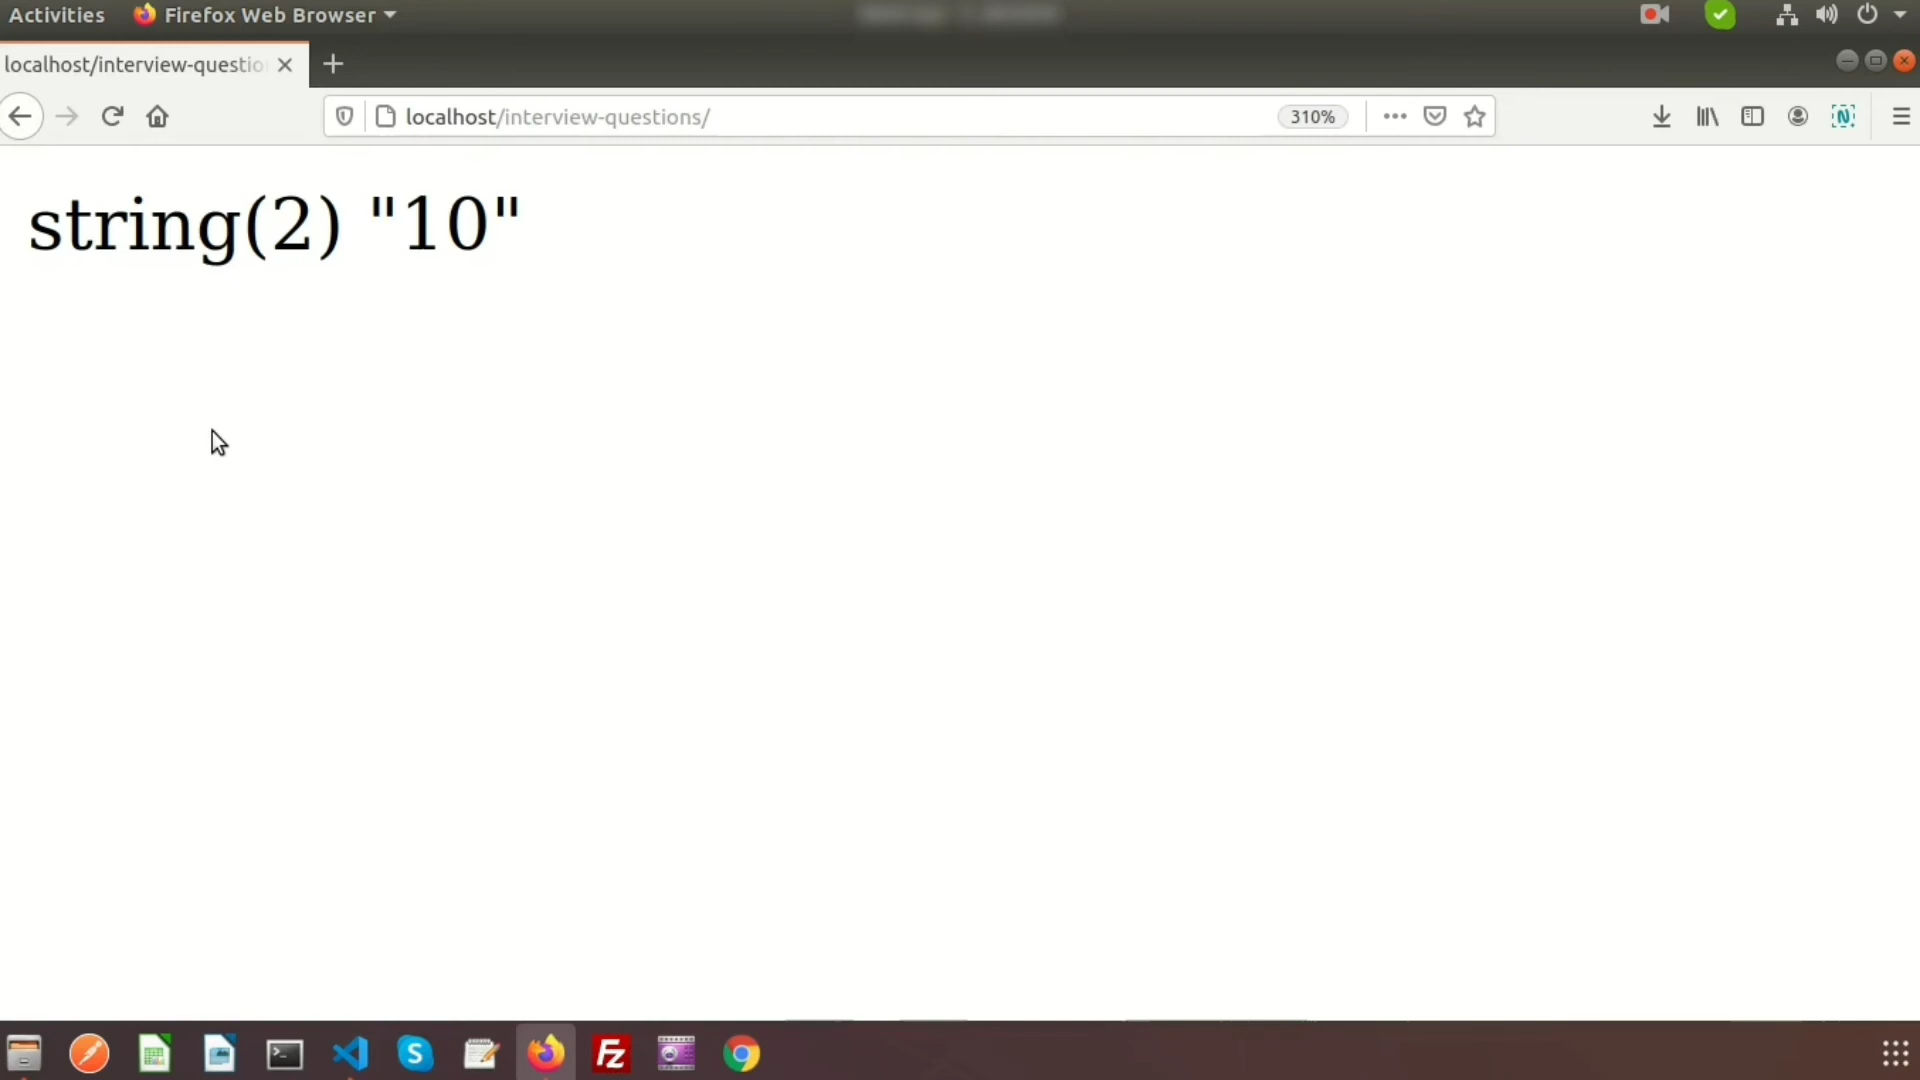 Activities Firefox Web Browser
localhost/interview-questio
localhost/interview-questions/ 310%
string(2) "10"